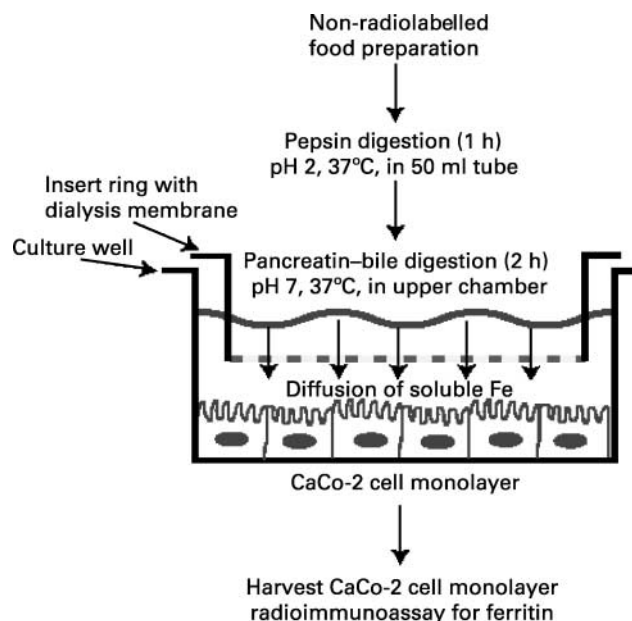 Non-radiolabelled
food preparation
Pepsin digestion (1 h)
pH 2, 37ºC, in 50 ml tube
Insert ring with
dialysis membrane
Culture well
Pancreatin–bile digestion (2 h)
pH 7, 37ºC, in upper chamber
Diffusion of soluble Fe
CaCo-2 cell monolayer
Harvest CaCo-2 cell monolayer
radioimmunoassay for ferritin